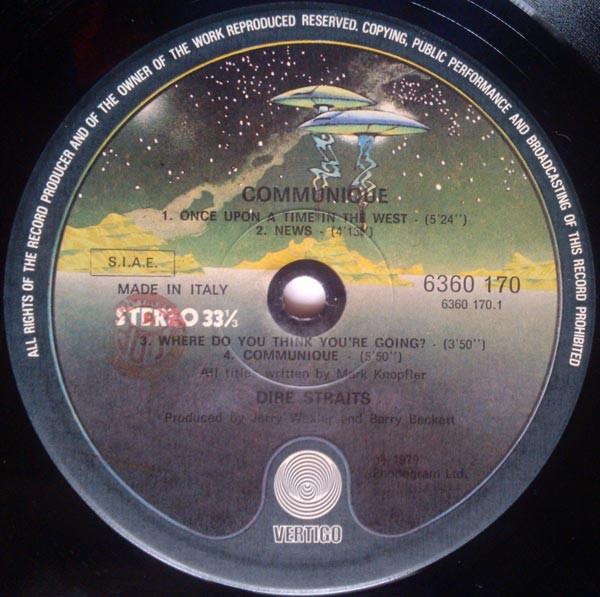 ALL RIGHTS OF THE RECORD PRODUCER AND OF THE OWNER OF THE WORK REPRODUCED RESERVED. COPYING, PUBLIC PERFORMANCE AND BROADCASTING OF THIS RECORD PROHIBITED
COMMUNIQUE
1. ONCE UPON A TIME IN THE WEST - (5'24'')
2. NEWS - (4'13'')
S.I.A.E.
MADE IN ITALY
6360 170
6360 170.1
STEREO 33⅓
3. WHERE DO YOU THINK YOU'RE GOING? - (3'50'')
4. COMMUNIQUE - (5'50'')
All titles written by Mark Knopfler
DIRE STRAITS
Produced by Jerry Wexler and Barry Beckett
1979
Phonogram Ltd.
VERTIGO